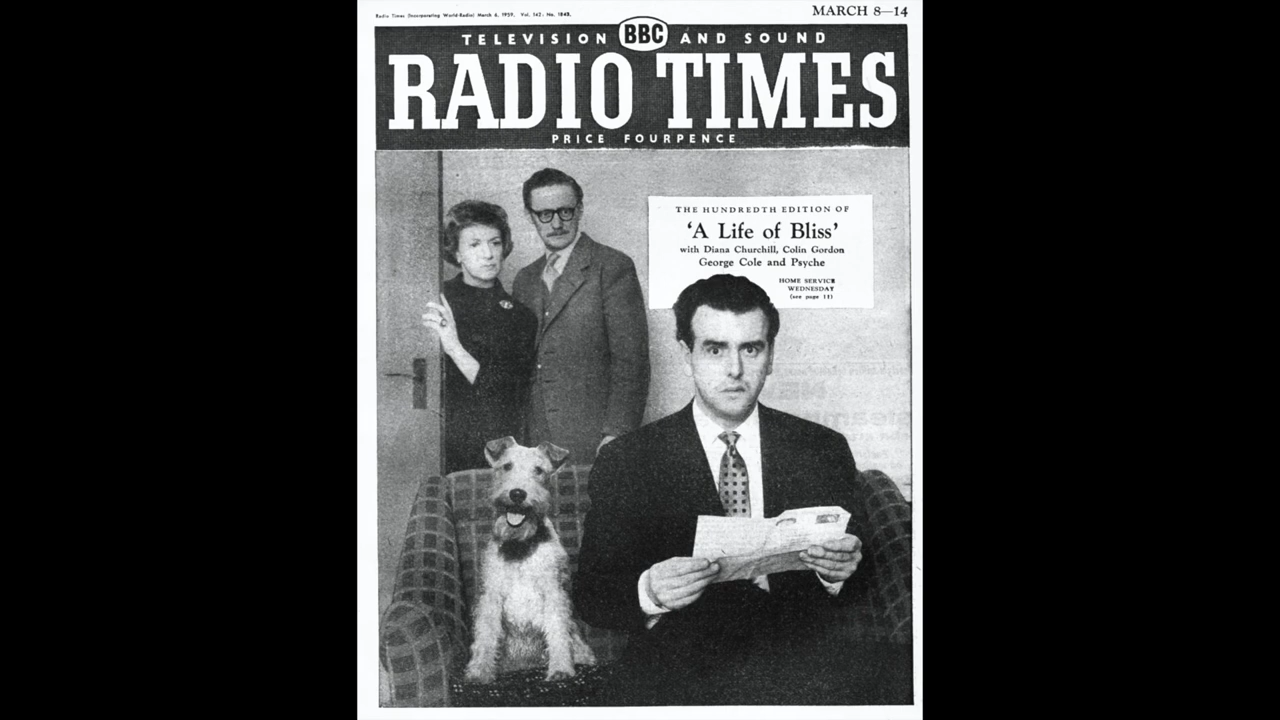 Radio Times (Incorporating World-Radio) March 6, 1959. Vol. 142: No. 1843.
MARCH 8—14
TELEVISION BBC AND SOUND
RADIO TIMES
PRICE FOURPENCE
THE HUNDREDTH EDITION OF
'A Life of Bliss'
with Diana Churchill, Colin Gordon
George Cole and Psyche
HOME SERVICE
WEDNESDAY
(see page 11)